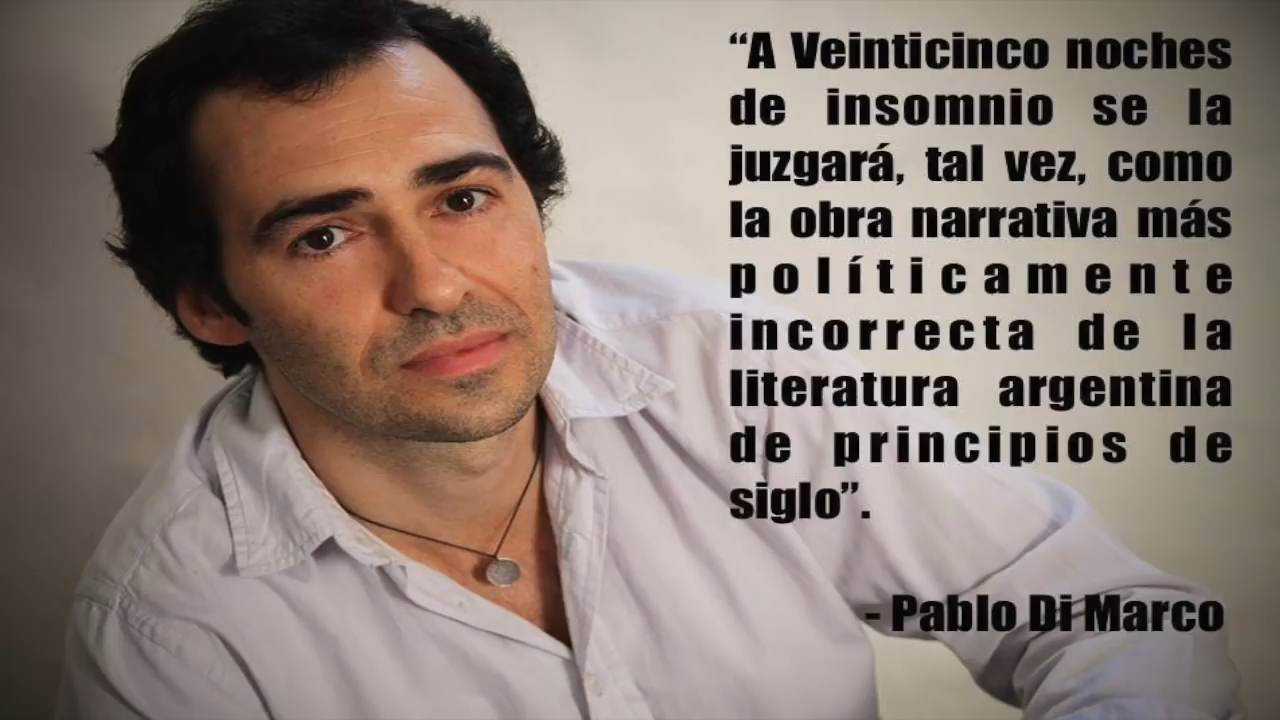 “A Veinticinco noches
de insomnio se la
juzgará, tal vez, como
la obra narrativa más
políticamente
incorrecta de la
literatura argentina
de principios de
siglo”.
- Pablo Di Marco